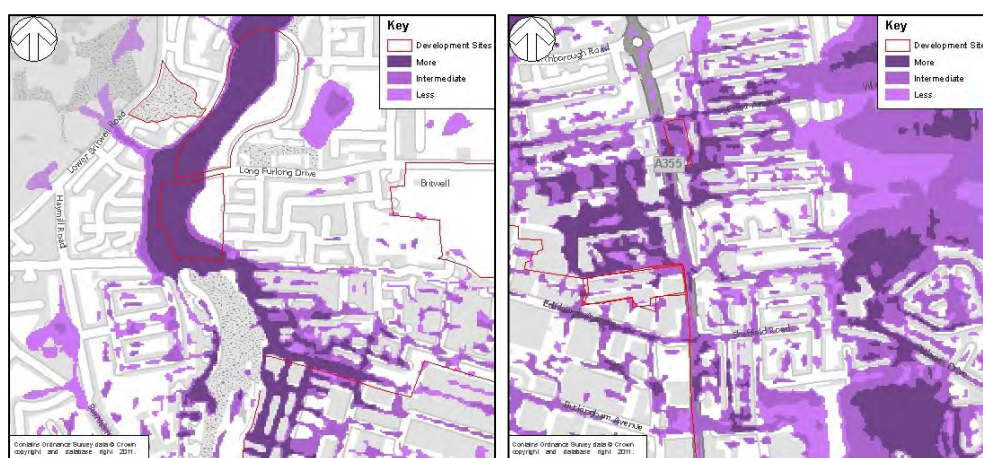 Key
Development Sites
More
Intermediate
Less
Lower Britwell Road
Long Furlong Drive
Britwell
Haymill Road
Contains Ordnance Survey data © Crown
copyright and database right 2011.
Key
Development Sites
More
Intermediate
Less
Road
A355
Road
Avenue
Contains Ordnance Survey data © Crown
copyright and database right 2011.